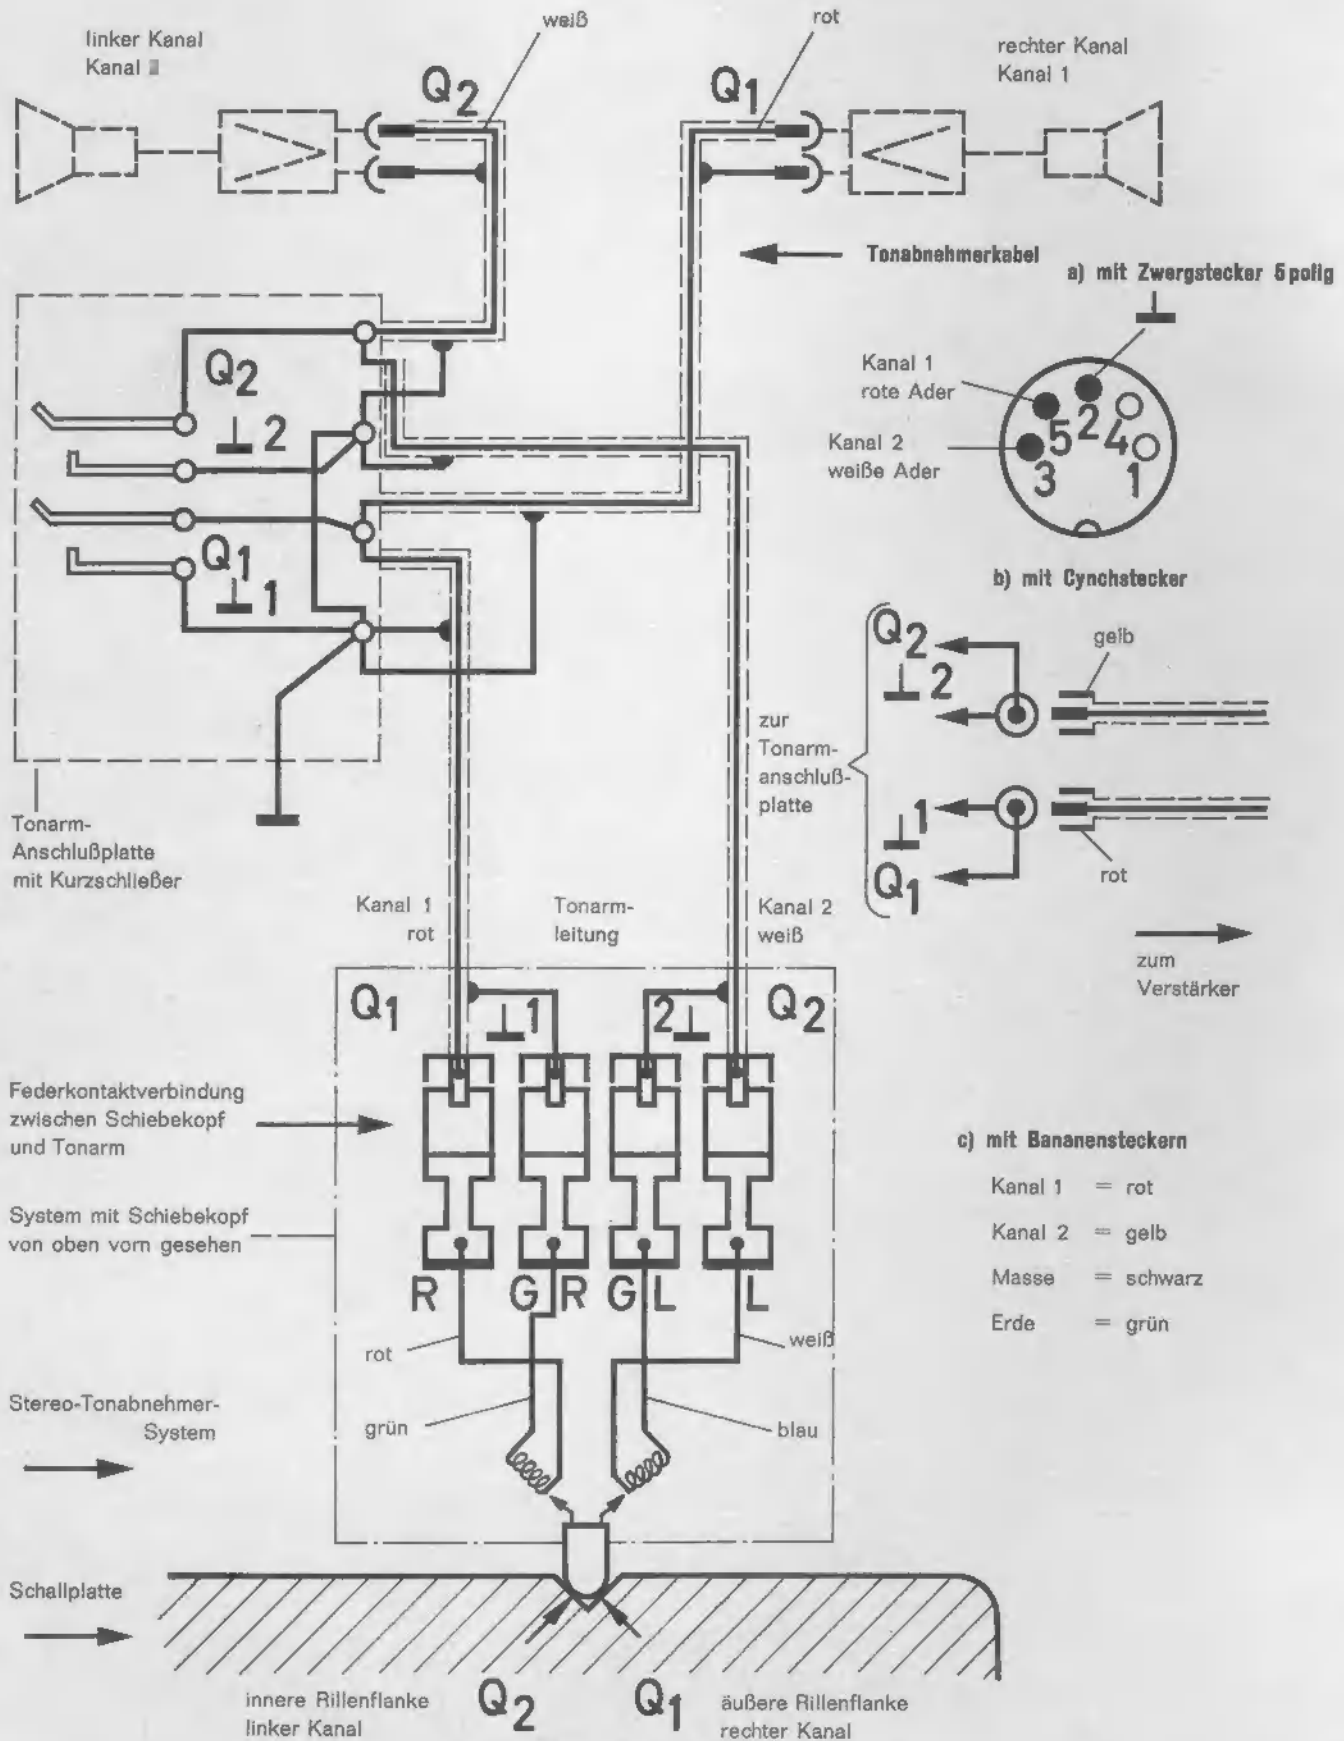 linker Kanal
Kanal II
Q2
weiß
rot
Q1
rechter Kanal
Kanal 1
Tonabnehmerkabel
a) mit Zwergstecker 5polig
Kanal 1
rote Ader
Kanal 2
weiße Ader
5 2 4
3 1
Q2
2
Q1
1
Tonarm-
Anschlußplatte
mit Kurzschließer
b) mit Cynchstecker
Q2
2
gelb
zur
Tonarm-
anschluß-
platte
1
Q1
rot
zum
Verstärker
Kanal 1
rot
Tonarm-
leitung
Kanal 2
weiß
Q1 1 2 Q2
Federkontaktverbindung
zwischen Schiebekopf
und Tonarm
System mit Schiebekopf
von oben vorn gesehen
R G R G L L
c) mit Bananensteckern
Kanal 1 = rot
Kanal 2 = gelb
Masse = schwarz
Erde = grün
rot
weiß
grün
blau
Stereo-Tonabnehmer-
System
Schallplatte
innere Rillenflanke
linker Kanal
Q2
Q1
äußere Rillenflanke
rechter Kanal